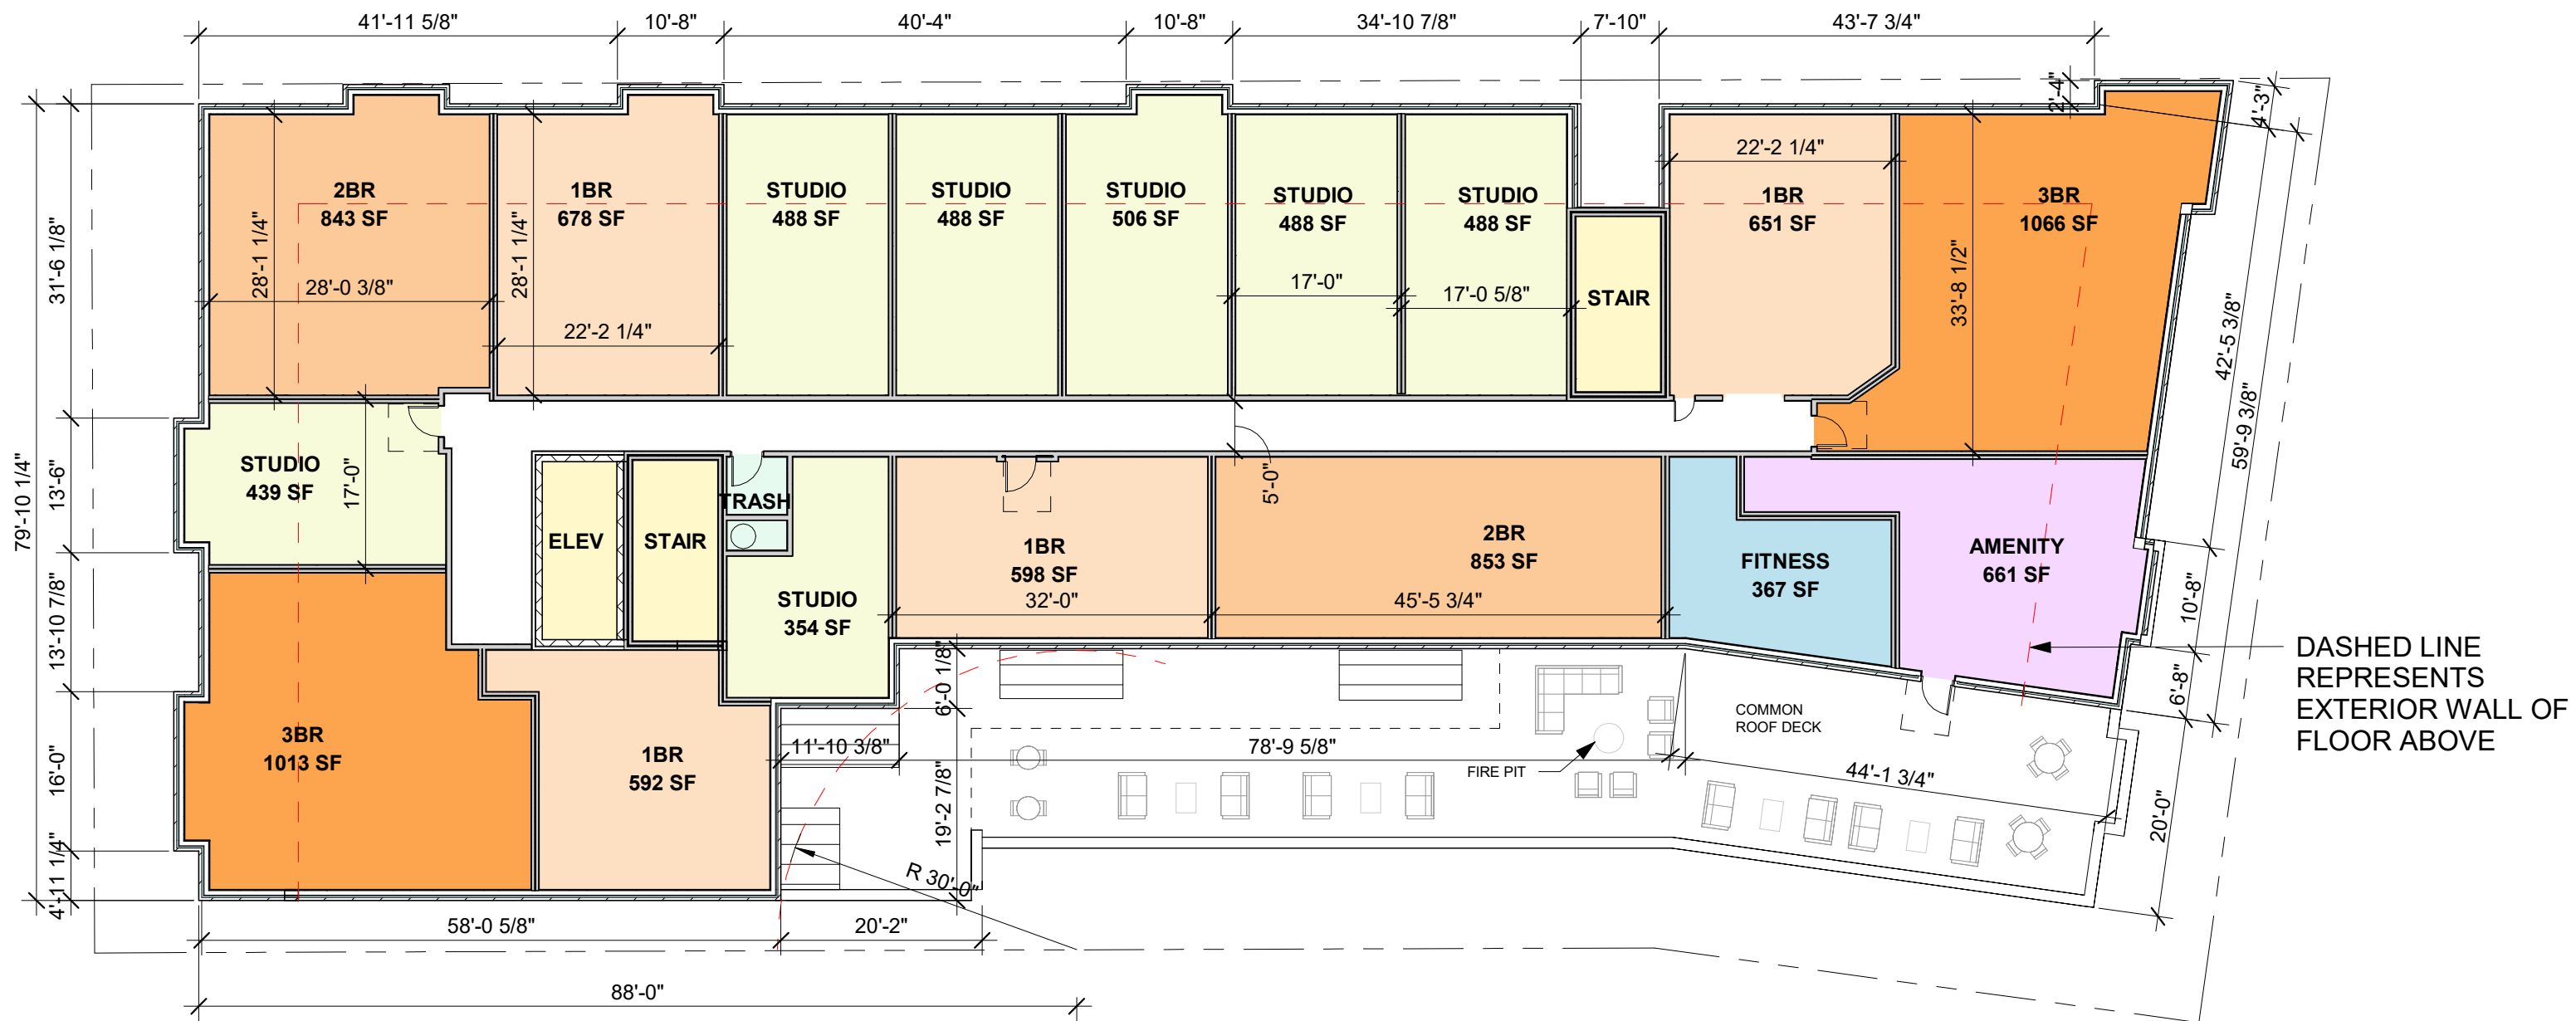 41'-11 5/8"
10'-8"
40'-4"
10'-8"
34'-10 7/8"
7'-10"
43'-7 3/4"
2'-4"
4'-3"
2BR
843 SF
1BR
678 SF
STUDIO
488 SF
STUDIO
488 SF
STUDIO
506 SF
STUDIO
488 SF
STUDIO
488 SF
STAIR
1BR
651 SF
3BR
1066 SF
22'-2 1/4"
28'-1 1/4"
28'-0 3/8"
28'-1 1/4"
22'-2 1/4"
17'-0"
17'-0 5/8"
33'-8 1/2"
31'-6 1/8"
79'-10 1/4"
13'-6"
13'-10 7/8"
16'-0"
4'-11 1/4"
42'-5 3/8"
59'-9 3/8"
10'-8"
6'-8"
20'-0"
STUDIO
439 SF
17'-0"
ELEV
STAIR
TRASH
STUDIO
354 SF
1BR
598 SF
32'-0"
5'-0"
2BR
853 SF
45'-5 3/4"
FITNESS
367 SF
AMENITY
661 SF
DASHED LINE
REPRESENTS
EXTERIOR WALL OF
FLOOR ABOVE
3BR
1013 SF
1BR
592 SF
6'-0 1/8"
11'-10 3/8"
78'-9 5/8"
19'-2 7/8"
COMMON
ROOF DECK
FIRE PIT
44'-1 3/4"
R 30'-0"
58'-0 5/8"
20'-2"
88'-0"